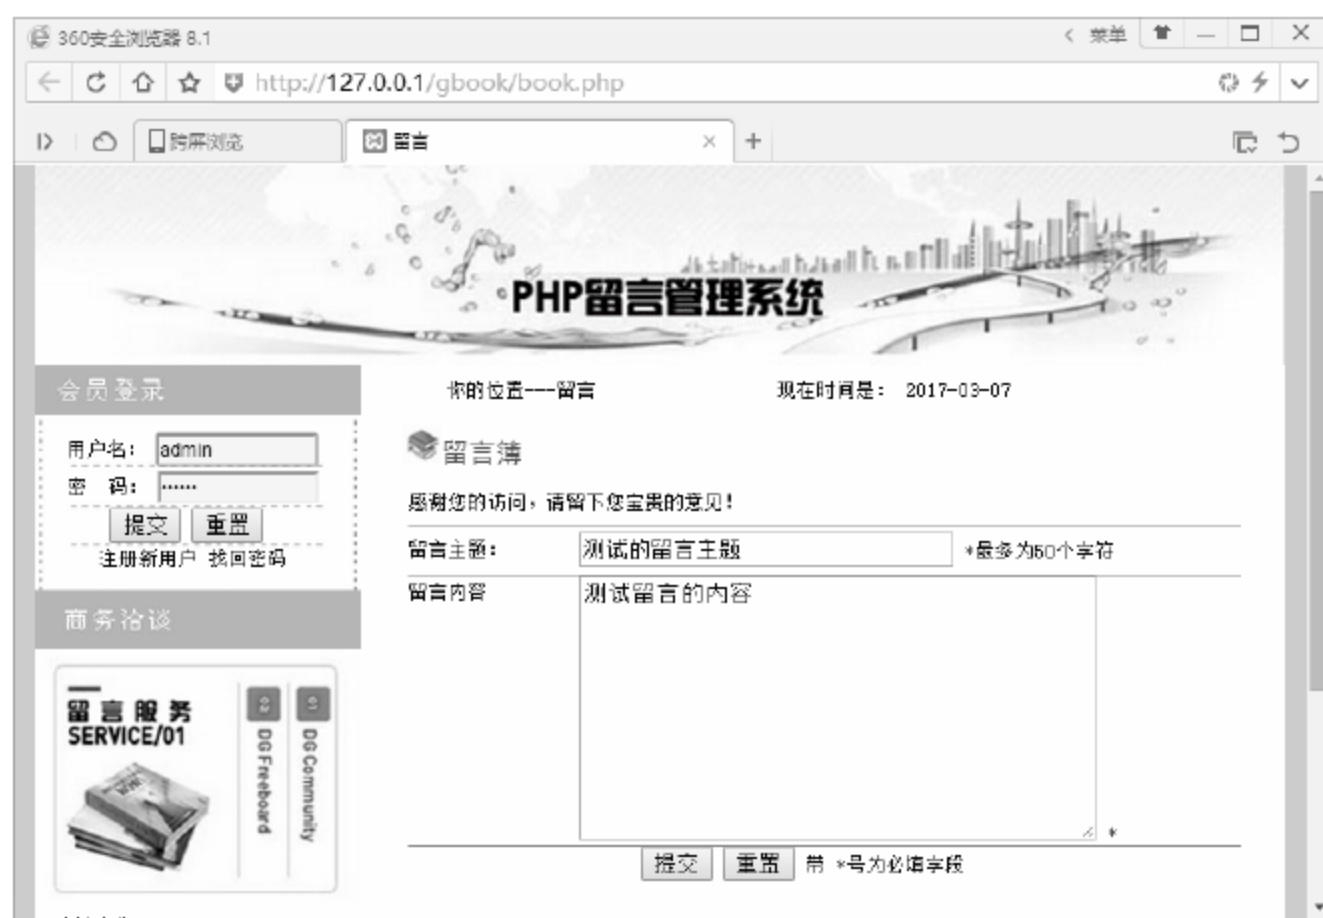 360安全浏览器 8.1
菜单
http://127.0.0.1/gbook/book.php
跨屏浏览
留言
PHP留言管理系统
会员登录
你的位置---留言
现在时间是： 2017-03-07
用户名： admin
密 码： ••••••
提交 重置
注册新用户 找回密码
留言簿
感谢您的访问，请留下您宝贵的意见！
留言主题： 测试的留言主题 *最多为50个字符
留言内容 测试留言的内容
*
提交 重置 带 *号为必填字段
商务洽谈
留言服务
SERVICE/01
DG Freeboard
DG Community